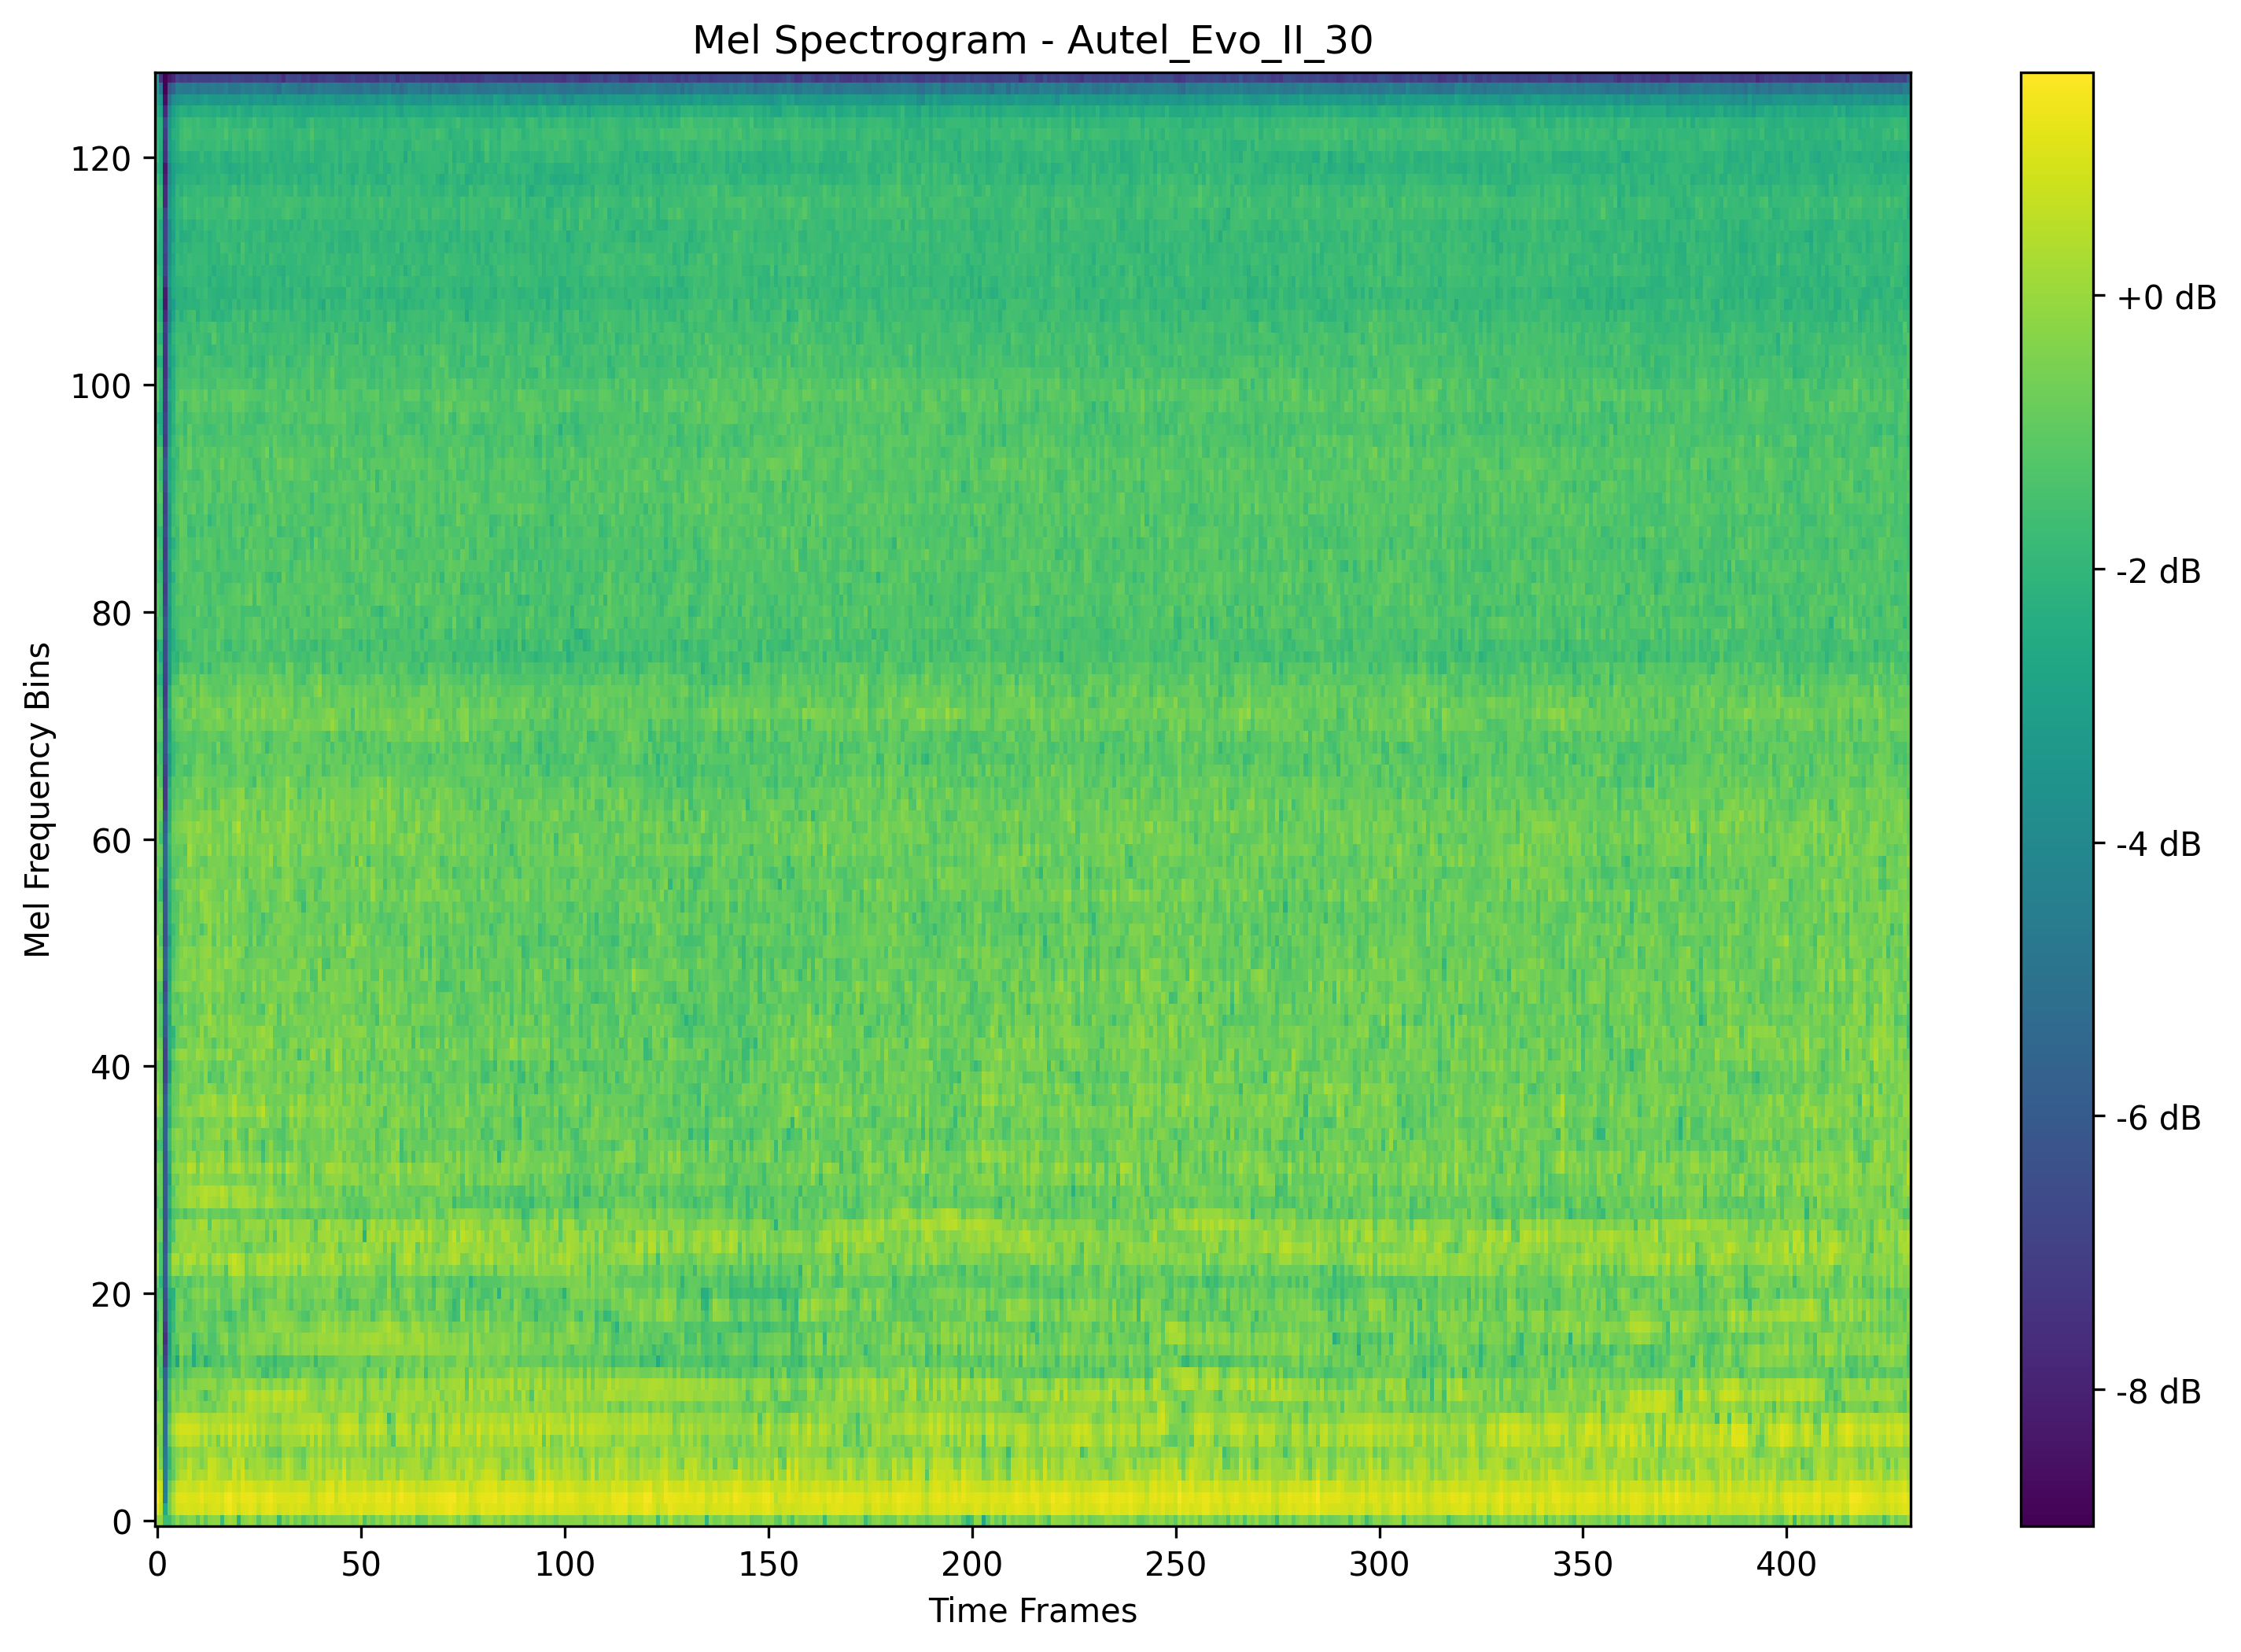 Mel Spectrogram - Autel_Evo_II_30
120
100
80
60
40
20
0
Mel Frequency Bins
0 50 100 150 200 250 300 350 400
Time Frames
+0 dB
-2 dB
-4 dB
-6 dB
-8 dB